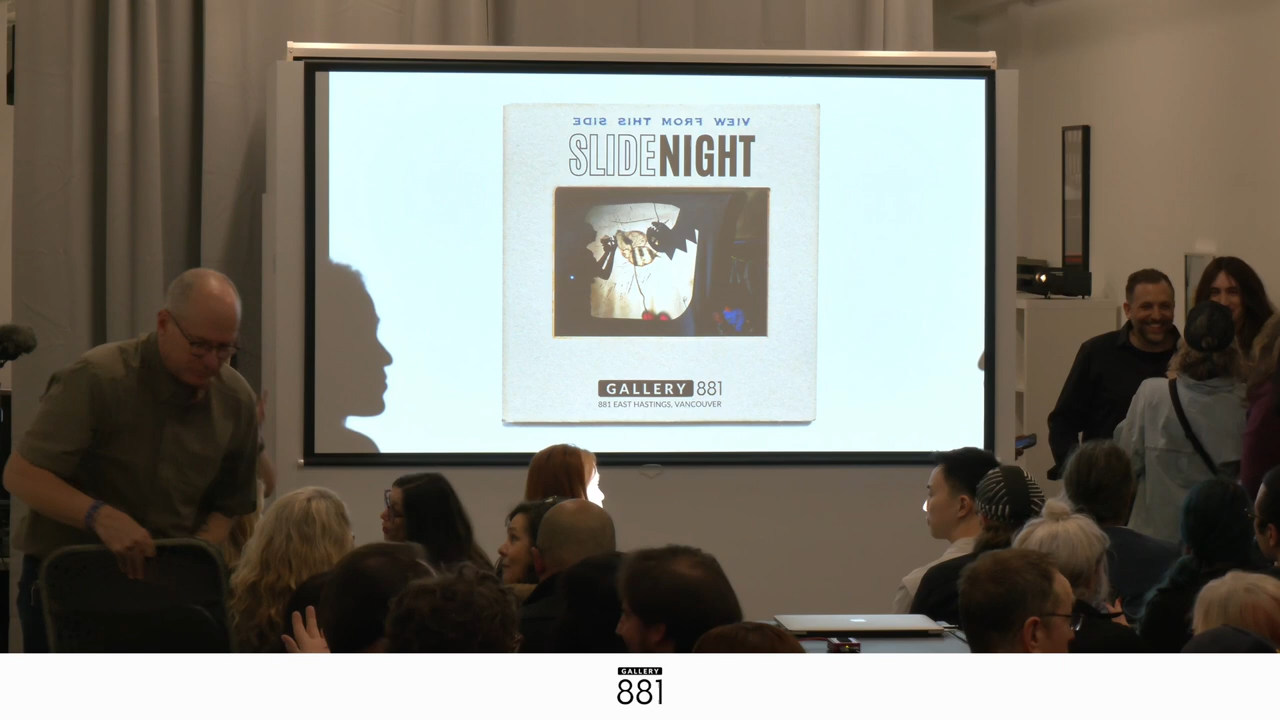 VIEW FROM THIS SIDE
SLIDENIGHT
GALLERY 881
881 EAST HASTINGS, VANCOUVER
GALLERY
881